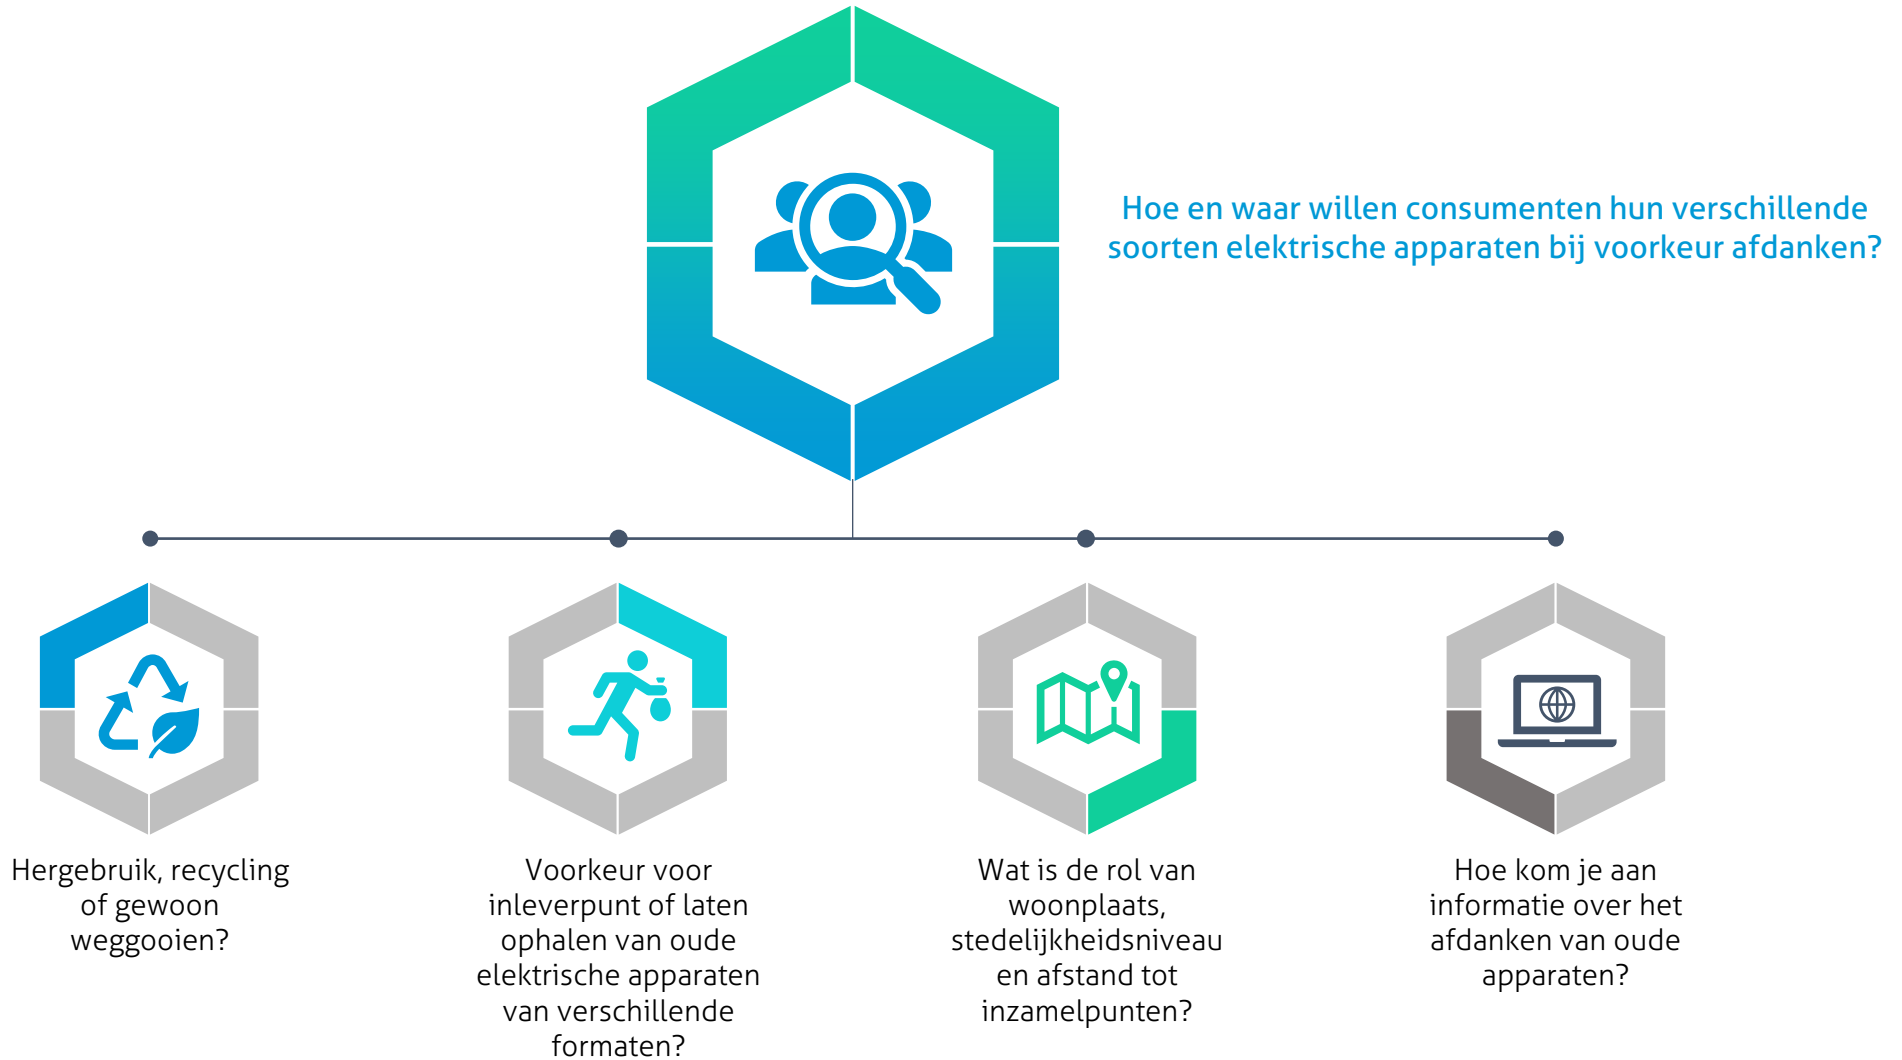 Hoe en waar willen consumenten hun verschillende
soorten elektrische apparaten bij voorkeur afdanken?
Hergebruik, recycling
of gewoon
weggooien?
Voorkeur voor
inleverpunt of laten
ophalen van oude
elektrische apparaten
van verschillende
formaten?
Wat is de rol van
woonplaats,
stedelijkheidsniveau
en afstand tot
inzamelpunten?
Hoe kom je aan
informatie over het
afdanken van oude
apparaten?